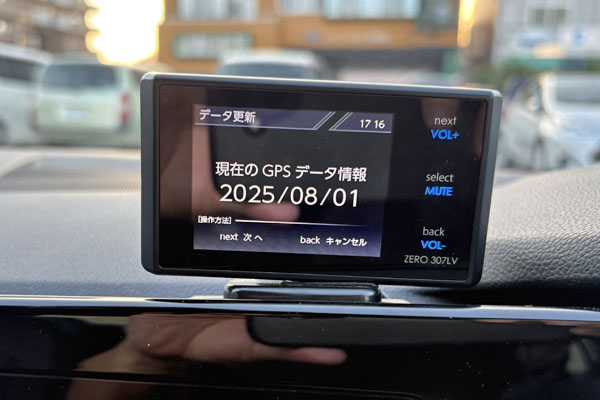 データ更新
17 16
現在の GPS データ情報
2025/08/01
[操作方法]
next 次 へ
back キャンセル
next
VOL+
select
MUTE
back
VOL-
ZERO 307LV